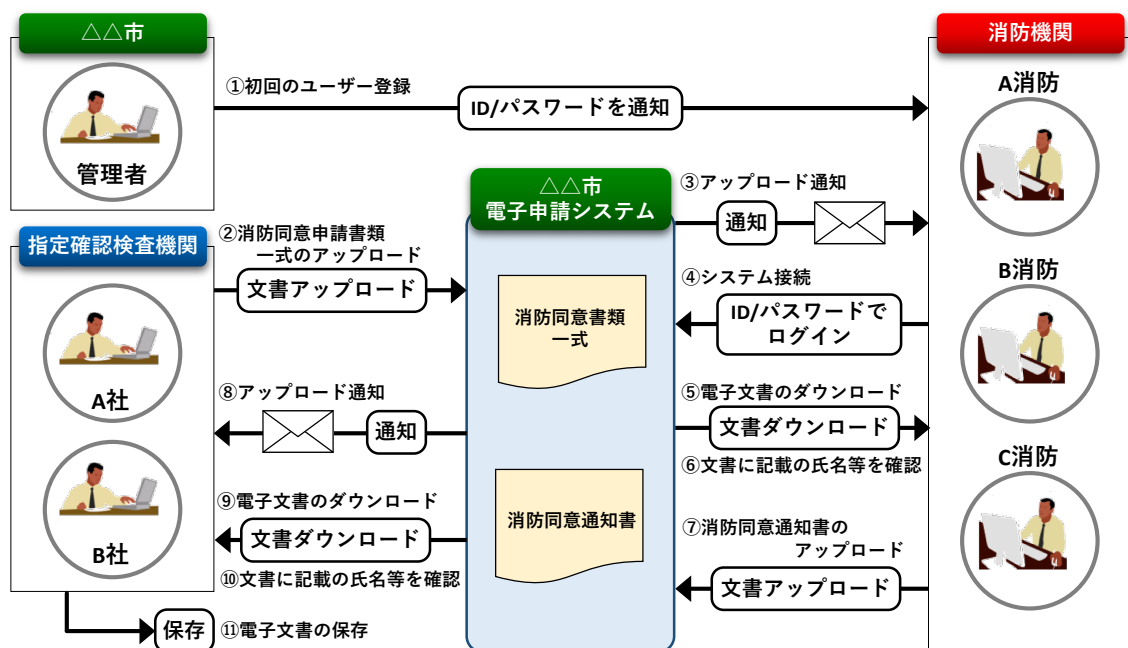 △△市
管理者
①初回のユーザー登録
ID/パスワードを通知
消防機関
A消防
B消防
C消防
指定確認検査機関
A社
B社
②消防同意申請書類
一式のアップロード
文書アップロード
△△市
電子申請システム
消防同意書類
一式
消防同意通知書
③アップロード通知
通知
④システム接続
ID/パスワードで
ログイン
⑤電子文書のダウンロード
文書ダウンロード
⑥文書に記載の氏名等を確認
⑦消防同意通知書の
アップロード
文書アップロード
⑧アップロード通知
通知
⑨電子文書のダウンロード
文書ダウンロード
⑩文書に記載の氏名等を確認
保存
⑪電子文書の保存